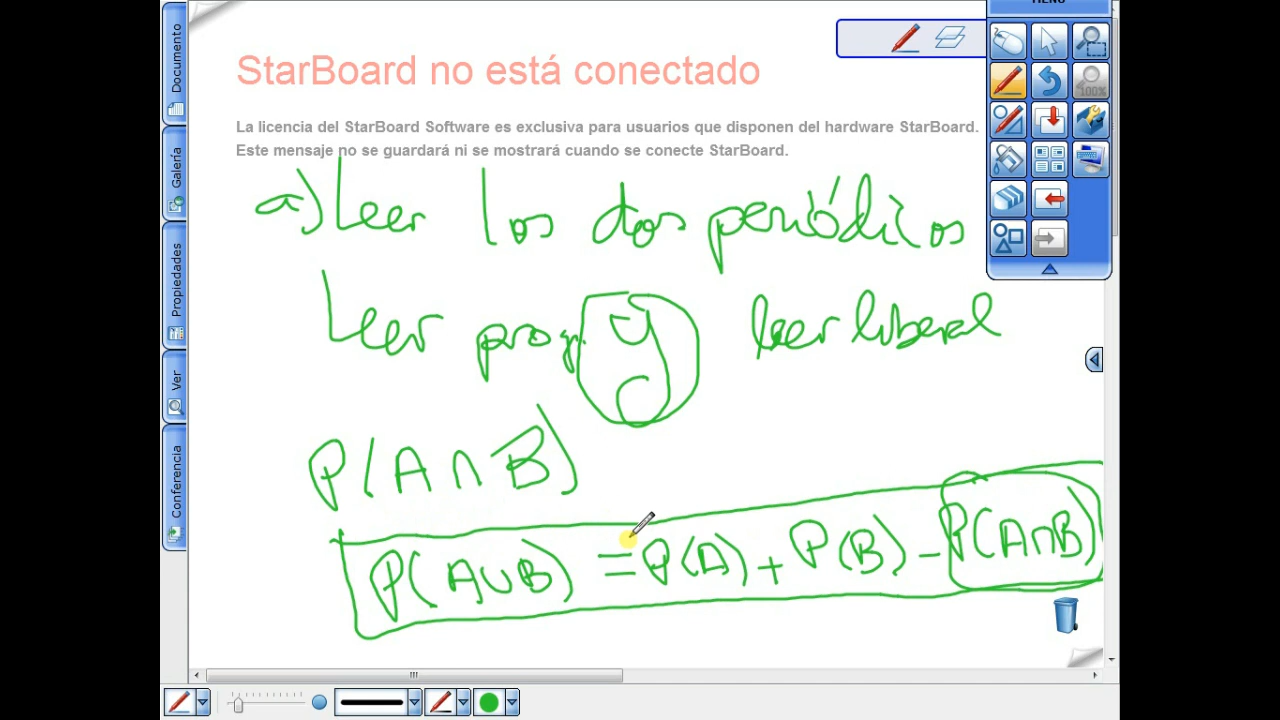 MENU
StarBoard no está conectado
La licencia del StarBoard Software es exclusiva para usuarios que disponen del hardware StarBoard.
Este mensaje no se guardará ni se mostrará cuando se conecte StarBoard.
a) Leer los dos periódicos
Leer prog. y leer liberal
P(A∩B)
P(A∪B) = P(A) + P(B) - P(A∩B)
Documento
Galería
Propiedades
Ver
Conferencia
100%